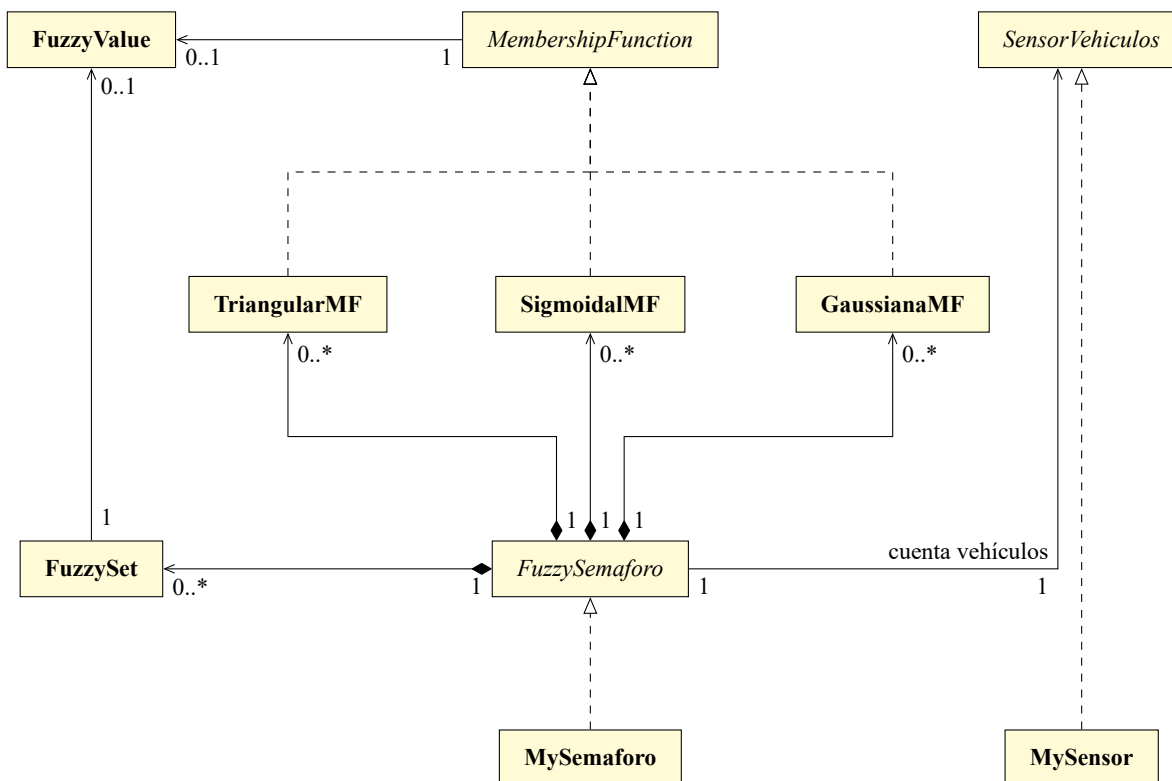 FuzzyValue
MembershipFunction
SensorVehiculos
0..1
1
0..1
TriangularMF
SigmoidalMF
GaussianaMF
0..*
0..*
0..*
1
1
1
1
FuzzySet
FuzzySemaforo
cuenta vehículos
0..*
1
1
1
MySemaforo
MySensor